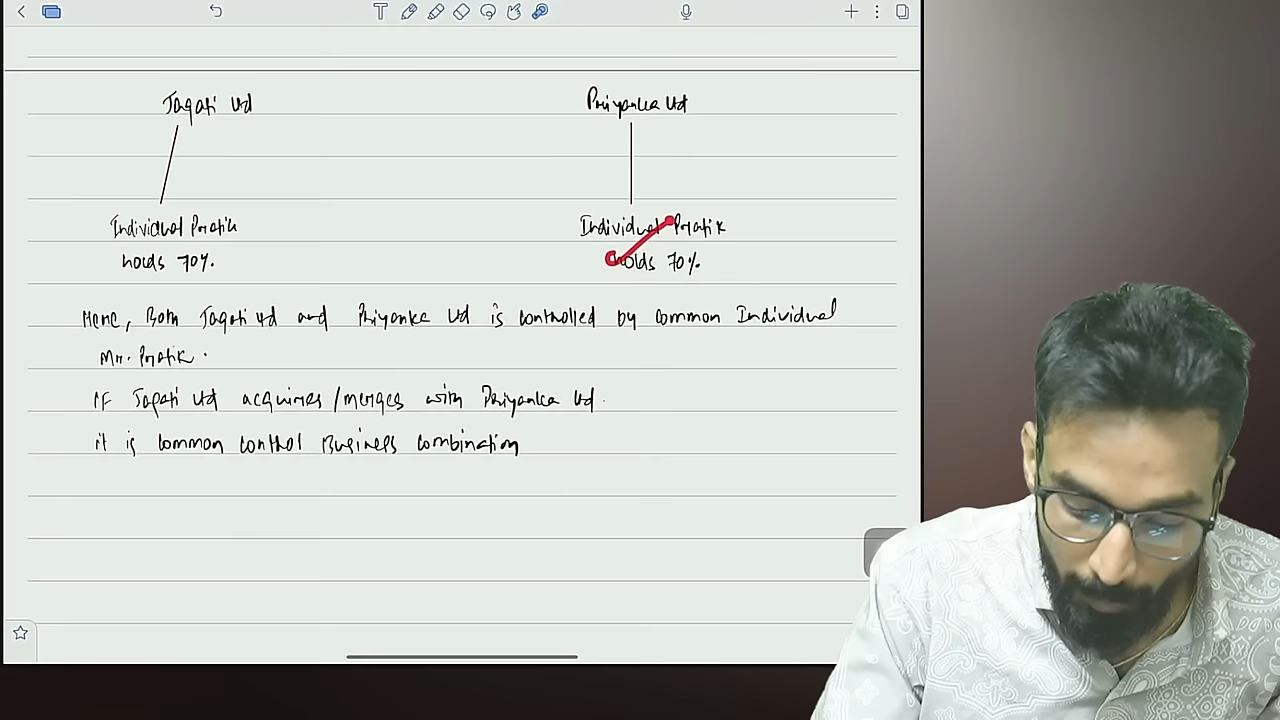 Jagati Ltd Priyanka Ltd
Individual Pratik Individual Pratik
holds 70% holds 70%
Hence, Both Jagati Ltd and Priyanka Ltd is controlled by common Individual
Mr. Pratik.
If Jagati Ltd acquires/merges with Priyanka Ltd.
it is common control Business combination